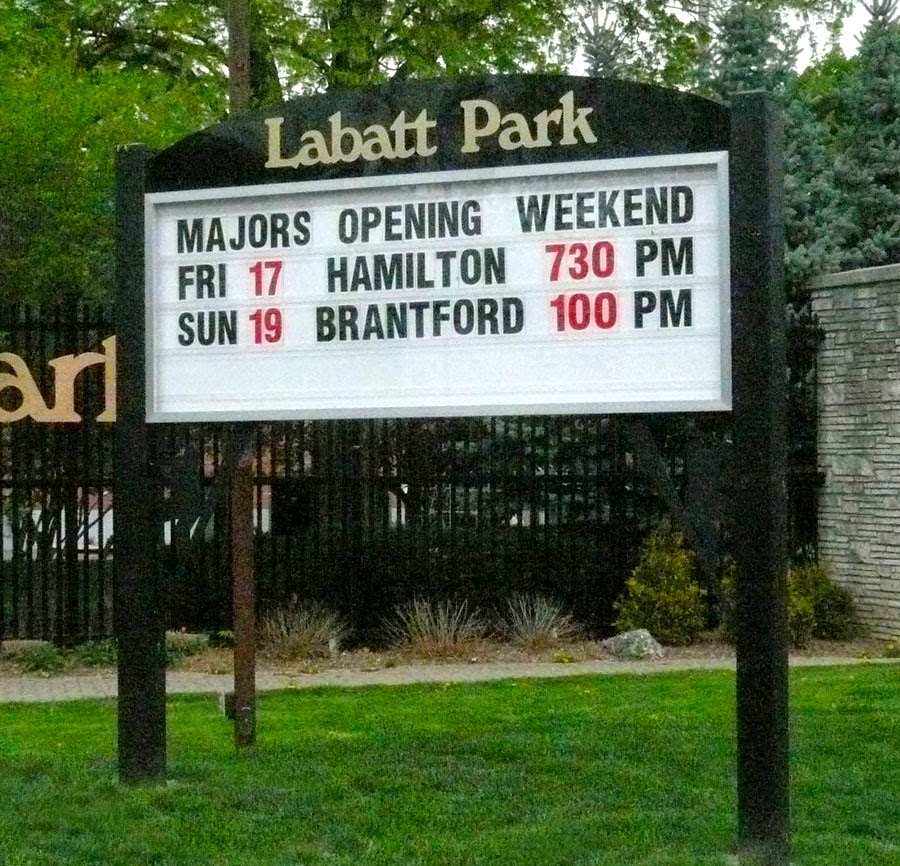 Labatt Park
MAJORS OPENING WEEKEND
FRI 17 HAMILTON 730 PM
SUN 19 BRANTFORD 100 PM